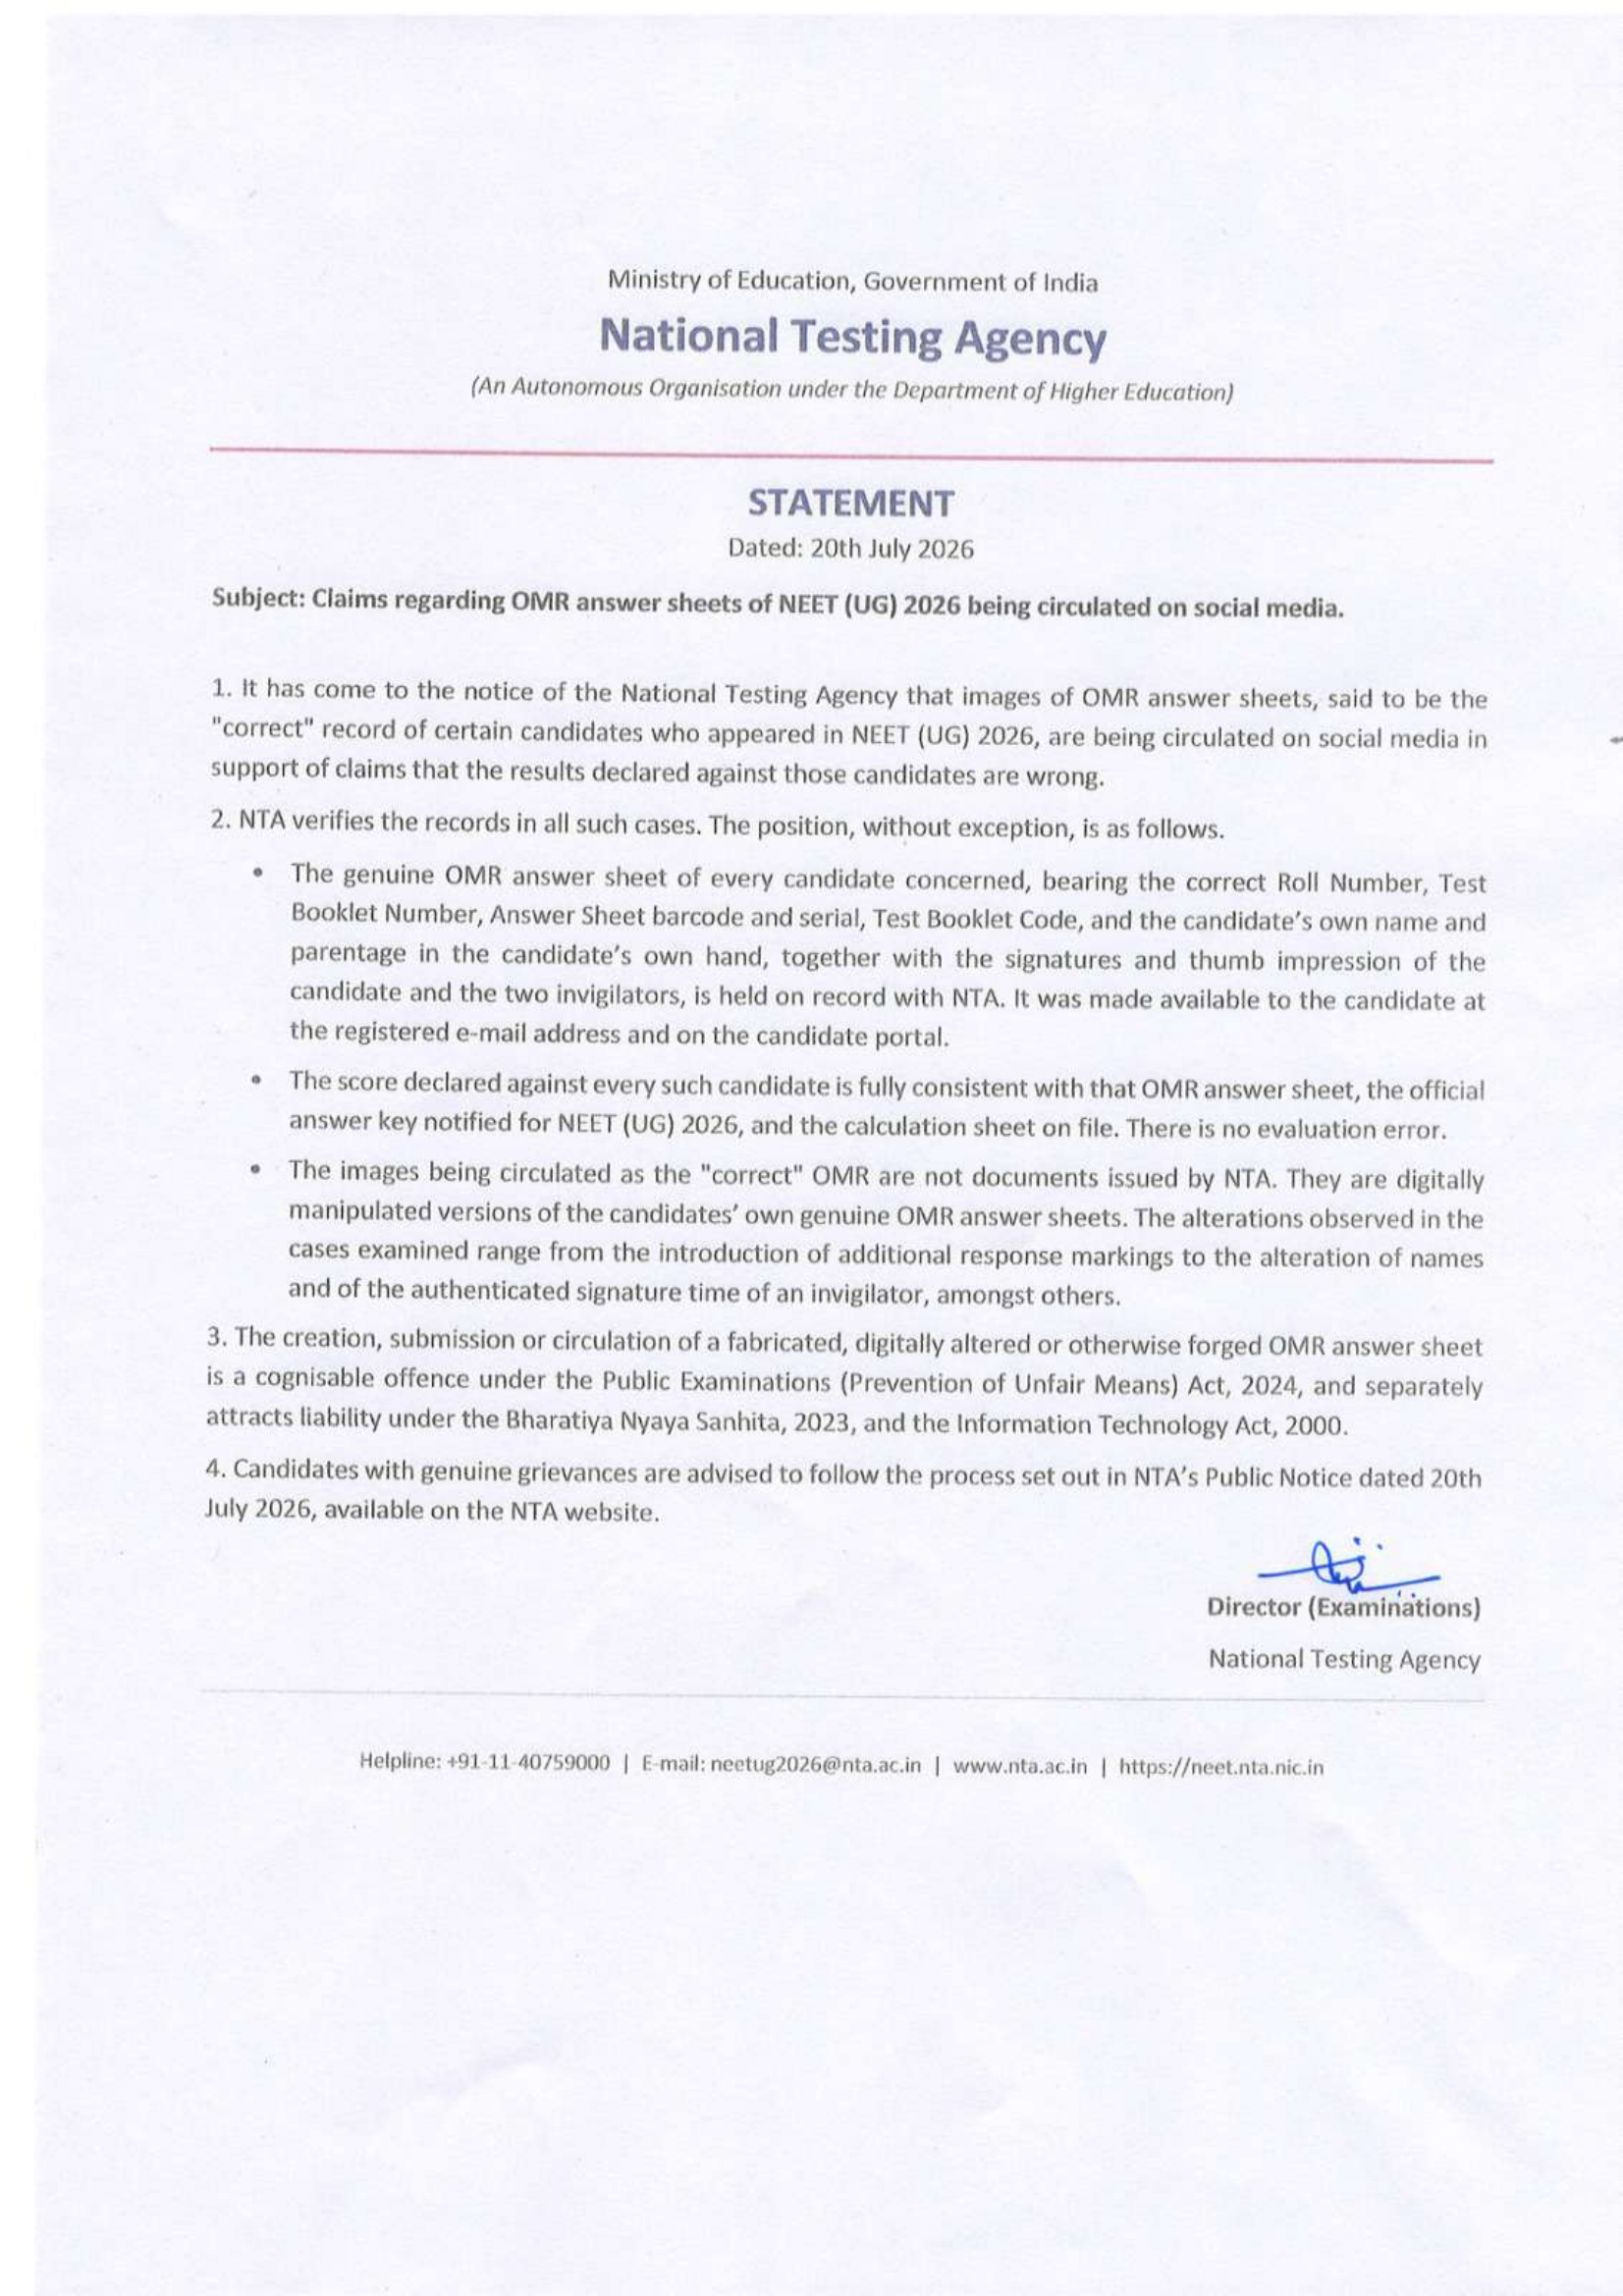 Ministry of Education, Government of India
National Testing Agency
(An Autonomous Organisation under the Department of Higher Education)
STATEMENT
Dated: 20th July 2026
Subject: Claims regarding OMR answer sheets of NEET (UG) 2026 being circulated on social media.
1. It has come to the notice of the National Testing Agency that images of OMR answer sheets, said to be the
"correct" record of certain candidates who appeared in NEET (UG) 2026, are being circulated on social media in
support of claims that the results declared against those candidates are wrong.
2. NTA verifies the records in all such cases. The position, without exception, is as follows.
• The genuine OMR answer sheet of every candidate concerned, bearing the correct Roll Number, Test
Booklet Number, Answer Sheet barcode and serial, Test Booklet Code, and the candidate's own name and
parentage in the candidate's own hand, together with the signatures and thumb impression of the
candidate and the two invigilators, is held on record with NTA. It was made available to the candidate at
the registered e-mail address and on the candidate portal.
• The score declared against every such candidate is fully consistent with that OMR answer sheet, the official
answer key notified for NEET (UG) 2026, and the calculation sheet on file. There is no evaluation error.
• The images being circulated as the "correct" OMR are not documents issued by NTA. They are digitally
manipulated versions of the candidates' own genuine OMR answer sheets. The alterations observed in the
cases examined range from the introduction of additional response markings to the alteration of names
and of the authenticated signature time of an invigilator, amongst others.
3. The creation, submission or circulation of a fabricated, digitally altered or otherwise forged OMR answer sheet
is a cognisable offence under the Public Examinations (Prevention of Unfair Means) Act, 2024, and separately
attracts liability under the Bharatiya Nyaya Sanhita, 2023, and the Information Technology Act, 2000.
4. Candidates with genuine grievances are advised to follow the process set out in NTA's Public Notice dated 20th
July 2026, available on the NTA website.
Director (Examinations)
National Testing Agency
Helpline: +91-11-40759000 | E-mail: neetug2026@nta.ac.in | www.nta.ac.in | https://neet.nta.nic.in